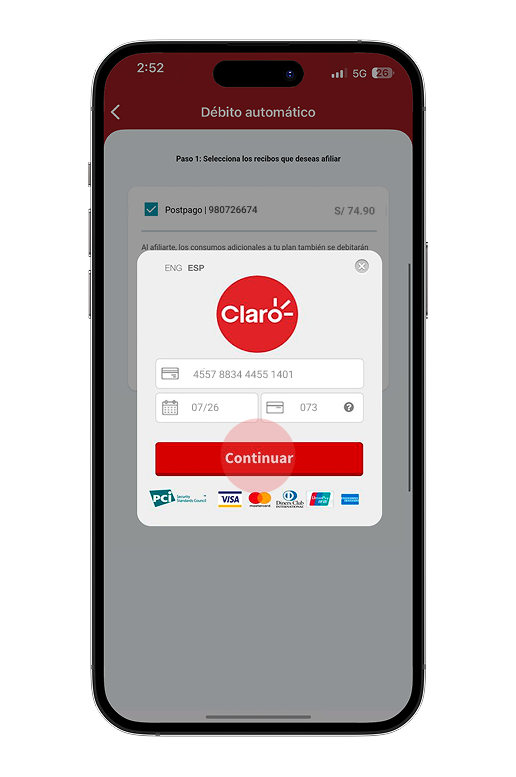 2:52
5G 26
Débito automático
Paso 1: Selecciona los recibos que deseas afiliar
Postpago | 980726674 S/ 74.90
Al afiliarte, los consumos adicionales a tu plan también se debitarán
ENG ESP
Claro
4557 8834 4455 1401
07/26 073 ?
Continuar
PCI Security Standards Council VISA mastercard Diners Club INTERNATIONAL UnionPay